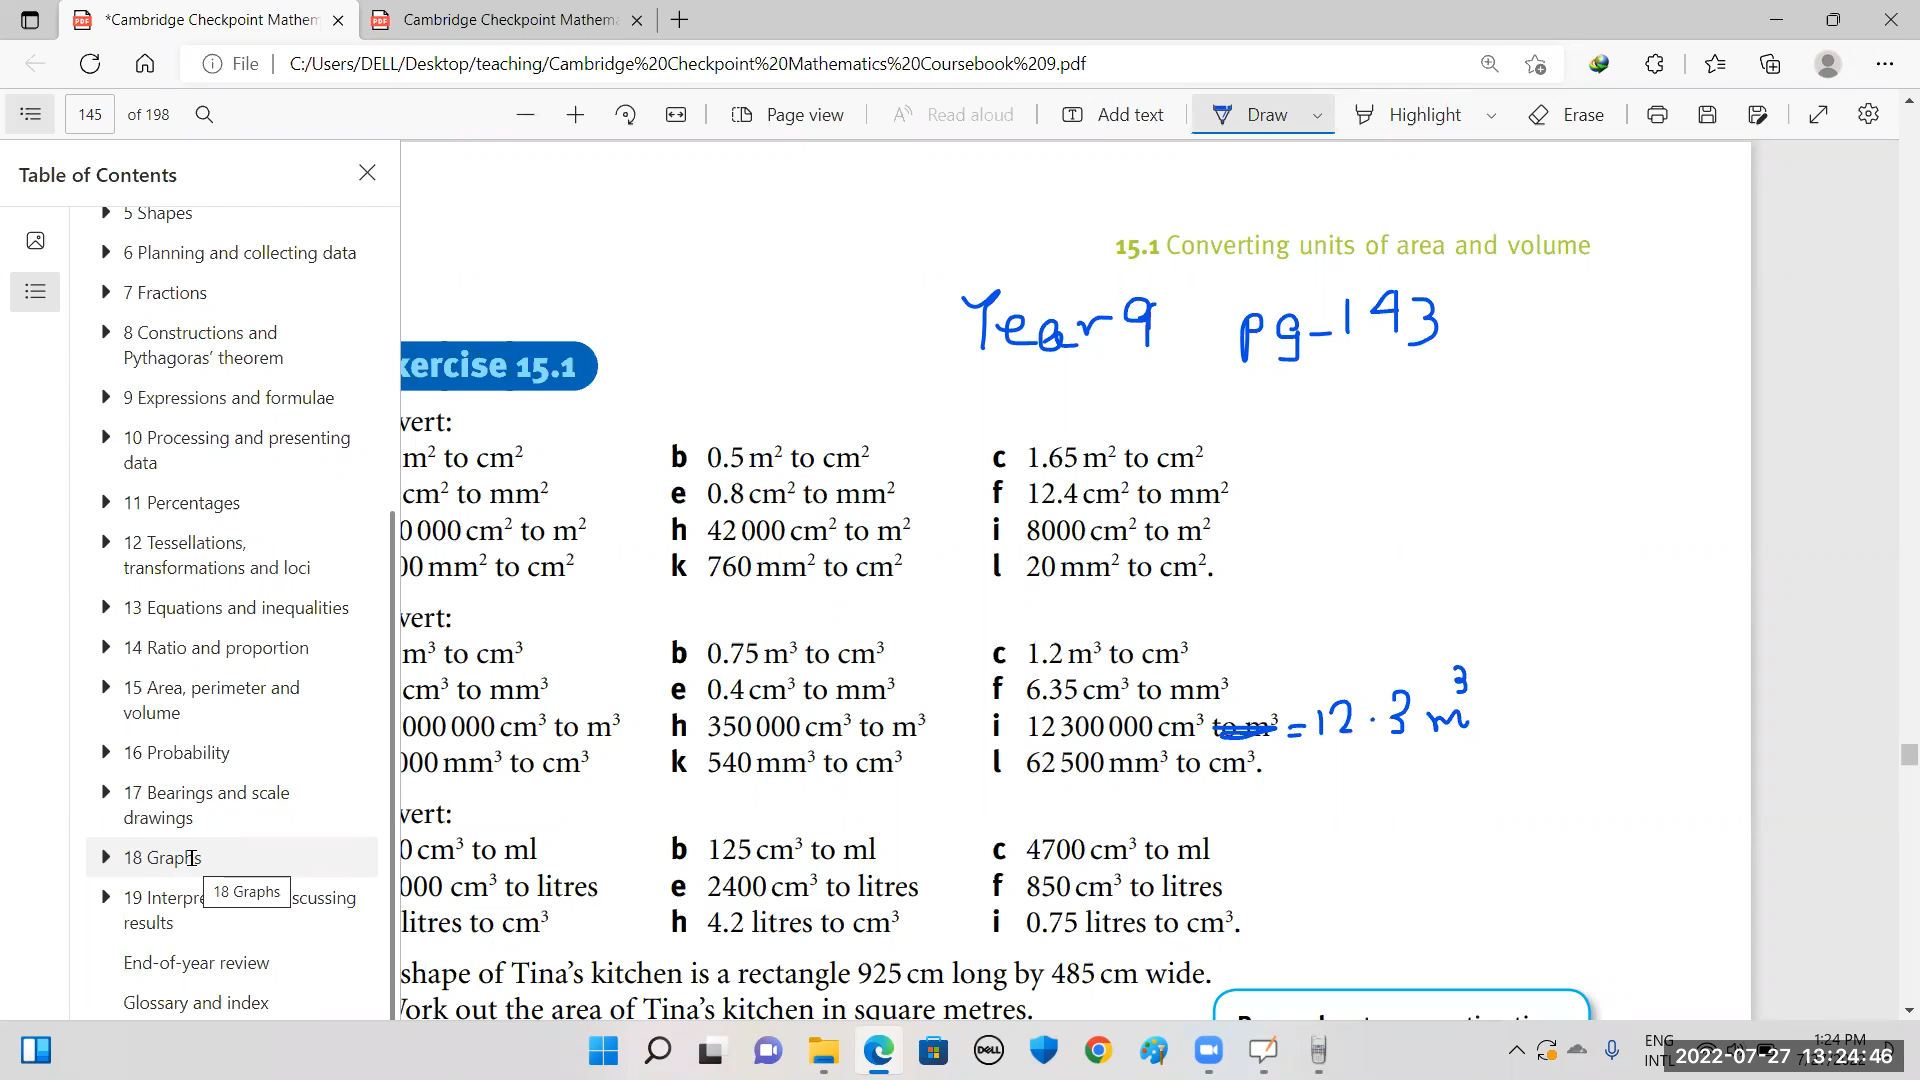 *Cambridge Checkpoint Mathem
Cambridge Checkpoint Mathema
File
C:/Users/DELL/Desktop/teaching/Cambridge%20Checkpoint%20Mathematics%20Coursebook%209.pdf
145 of 198
Page view
Read aloud
Add text
Draw
Highlight
Erase
Table of Contents
5 Shapes
6 Planning and collecting data
7 Fractions
8 Constructions and
Pythagoras’ theorem
9 Expressions and formulae
10 Processing and presenting
data
11 Percentages
12 Tessellations,
transformations and loci
13 Equations and inequalities
14 Ratio and proportion
15 Area, perimeter and
volume
16 Probability
17 Bearings and scale
drawings
18 Graphs
18 Graphs
19 Interpre scussing
results
End-of-year review
Glossary and index
15.1 Converting units of area and volume
Year 9 pg-143
xercise 15.1
vert:
m² to cm² b 0.5 m² to cm² c 1.65 m² to cm²
cm² to mm² e 0.8 cm² to mm² f 12.4 cm² to mm²
0 000 cm² to m² h 42 000 cm² to m² i 8000 cm² to m²
00 mm² to cm² k 760 mm² to cm² l 20 mm² to cm².
vert:
m³ to cm³ b 0.75 m³ to cm³ c 1.2 m³ to cm³
cm³ to mm³ e 0.4 cm³ to mm³ f 6.35 cm³ to mm³
000 000 cm³ to m³ h 350 000 cm³ to m³ i 12 300 000 cm³ to m³ = 12.3 m³
000 mm³ to cm³ k 540 mm³ to cm³ l 62 500 mm³ to cm³.
vert:
0 cm³ to ml b 125 cm³ to ml c 4700 cm³ to ml
000 cm³ to litres e 2400 cm³ to litres f 850 cm³ to litres
litres to cm³ h 4.2 litres to cm³ i 0.75 litres to cm³.
shape of Tina’s kitchen is a rectangle 925 cm long by 485 cm wide.
Work out the area of Tina’s kitchen in square metres.
DELL
ENG
INTL
1:24 PM
2022-07-27 13:24:46